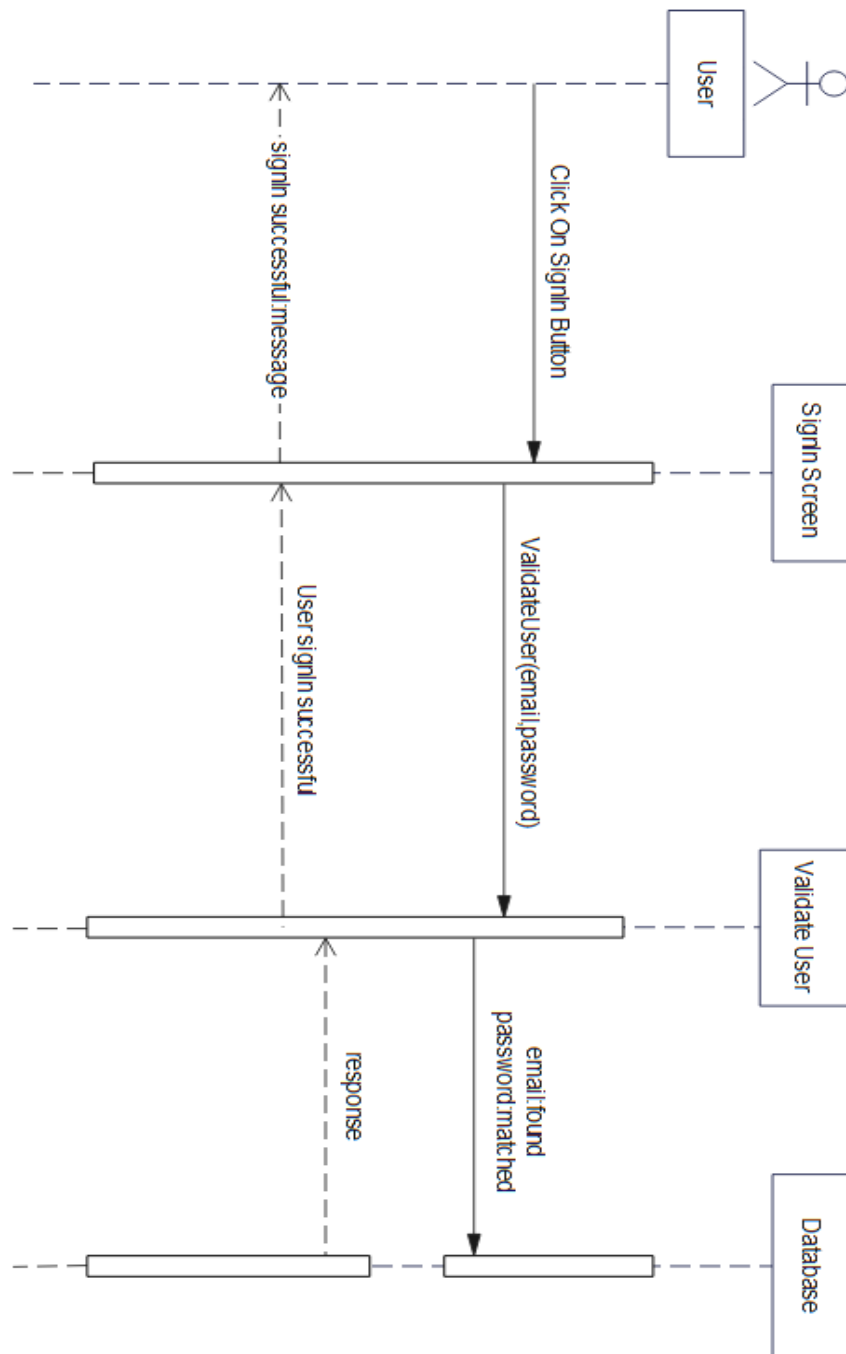 User
SignIn Screen
Validate User
Database
Click On SignIn Button
ValidateUser(email,password)
email:found
password:matched
response
User signIn successful
signIn successful:message